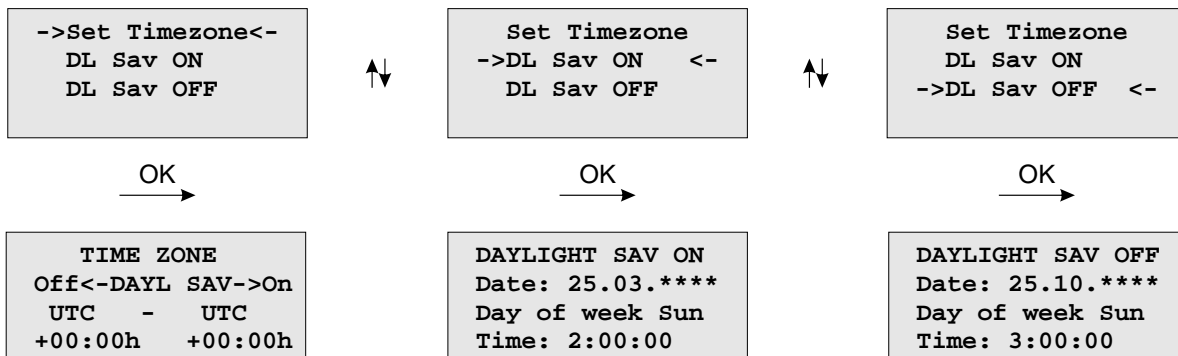 ->Set Timezone<-
DL Sav ON
DL Sav OFF
Set Timezone
->DL Sav ON <-
DL Sav OFF
Set Timezone
DL Sav ON
->DL Sav OFF <-
OK
OK
OK
TIME ZONE
Off<-DAYL SAV->On
UTC - UTC
+00:00h +00:00h
DAYLIGHT SAV ON
Date: 25.03.****
Day of week Sun
Time: 2:00:00
DAYLIGHT SAV OFF
Date: 25.10.****
Day of week Sun
Time: 3:00:00